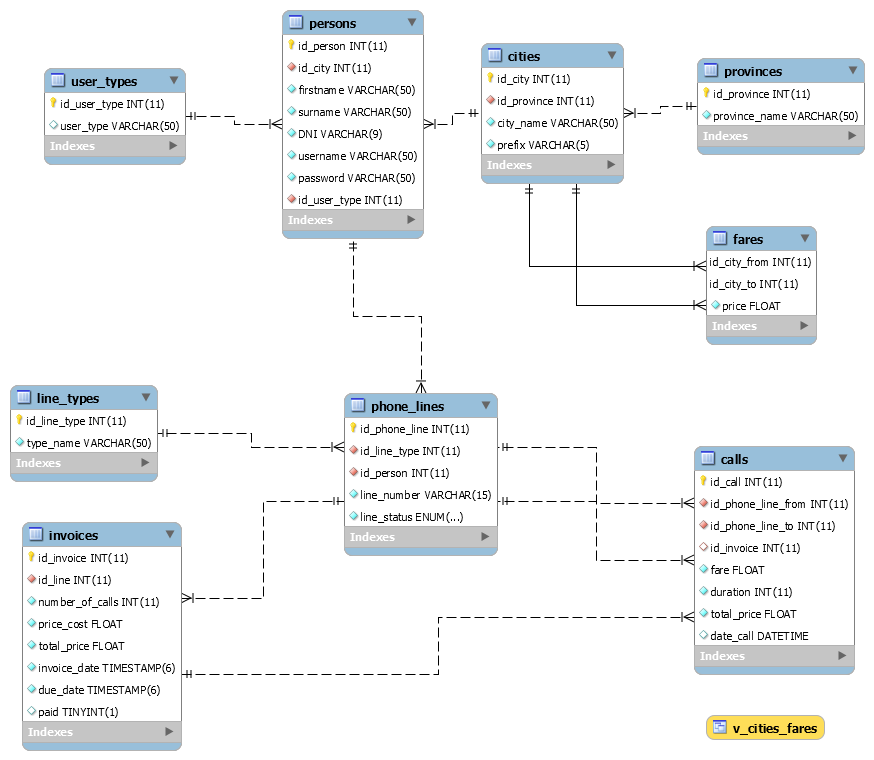 persons
id_person INT(11)
id_city INT(11)
firstname VARCHAR(50)
surname VARCHAR(50)
DNI VARCHAR(9)
username VARCHAR(50)
password VARCHAR(50)
id_user_type INT(11)
Indexes
cities
id_city INT(11)
id_province INT(11)
city_name VARCHAR(50)
prefix VARCHAR(5)
Indexes
provinces
id_province INT(11)
province_name VARCHAR(50)
Indexes
user_types
id_user_type INT(11)
user_type VARCHAR(50)
Indexes
fares
id_city_from INT(11)
id_city_to INT(11)
price FLOAT
Indexes
line_types
id_line_type INT(11)
type_name VARCHAR(50)
Indexes
phone_lines
id_phone_line INT(11)
id_line_type INT(11)
id_person INT(11)
line_number VARCHAR(15)
line_status ENUM(...)
Indexes
calls
id_call INT(11)
id_phone_line_from INT(11)
id_phone_line_to INT(11)
id_invoice INT(11)
fare FLOAT
duration INT(11)
total_price FLOAT
date_call DATETIME
Indexes
invoices
id_invoice INT(11)
id_line INT(11)
number_of_calls INT(11)
price_cost FLOAT
total_price FLOAT
invoice_date TIMESTAMP(6)
due_date TIMESTAMP(6)
paid TINYINT(1)
Indexes
v_cities_fares